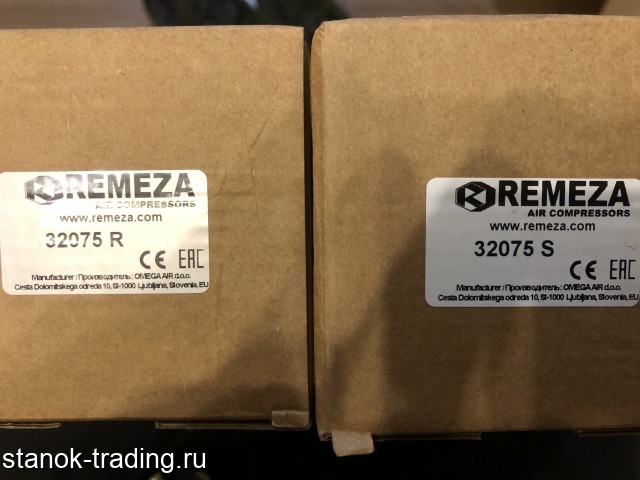 REMEZA
AIR COMPRESSORS
www.remeza.com
32075 R
CE EAC
Manufacturer / Производитель: OMEGA AIR d.o.o.
Cesta Dolomitskega odreda 10, SI-1000 Ljubljana, Slovenia, EU
REMEZA
AIR COMPRESSORS
www.remeza.com
32075 S
CE EAC
Manufacturer / Производитель: OMEGA AIR d.o.o.
Cesta Dolomitskega odreda 10, SI-1000 Ljubljana, Slovenia, EU
stanok-trading.ru